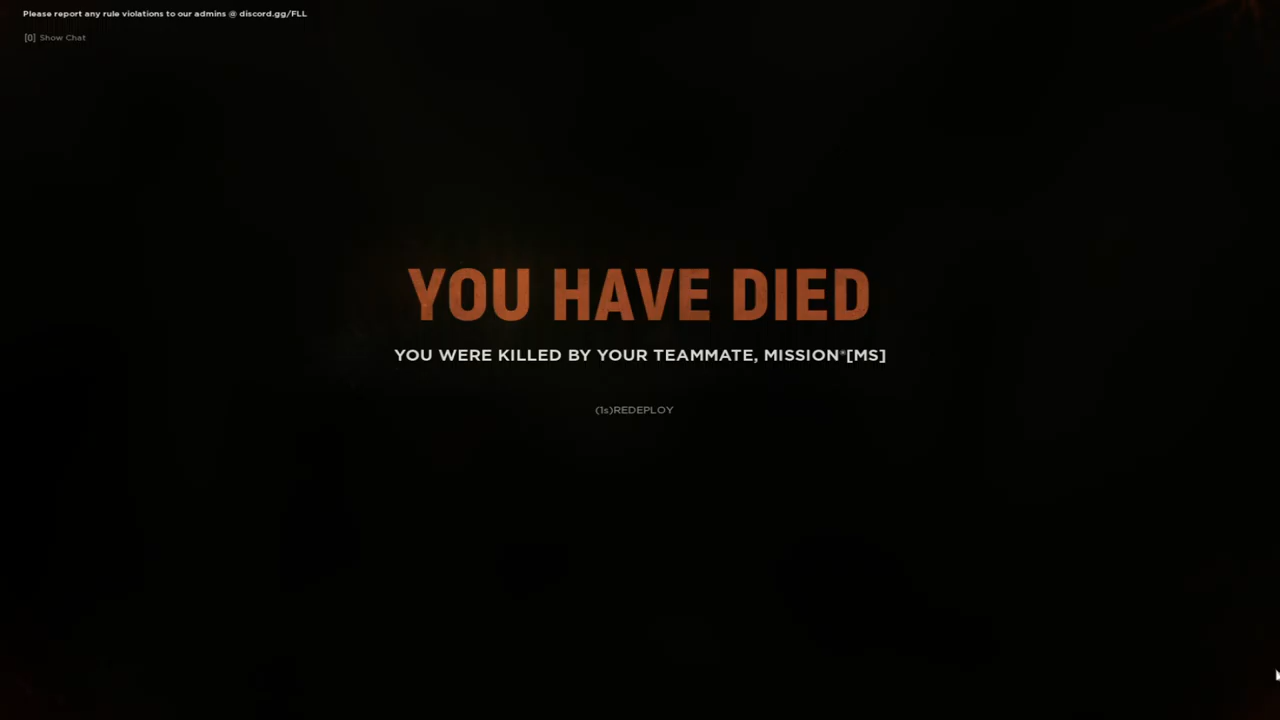 Please report any rule violations to our admins @ discord.gg/FLL
[0] Show Chat
YOU HAVE DIED
YOU WERE KILLED BY YOUR TEAMMATE, MISSION*[MS]
(1s)REDEPLOY